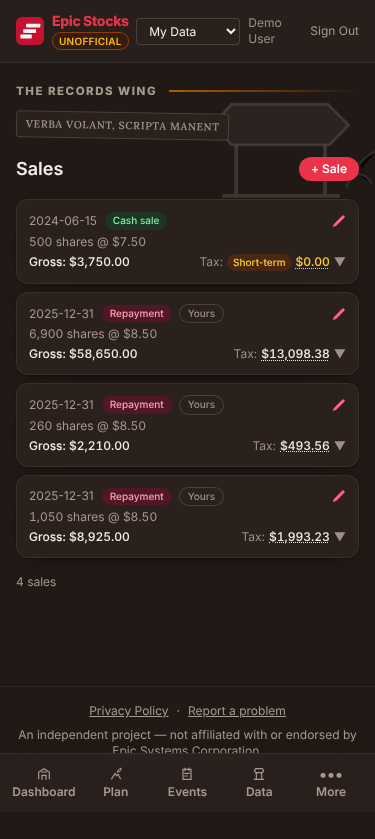 Epic Stocks
UNOFFICIAL
My Data
Demo User
Sign Out
THE RECORDS WING
VERBA VOLANT, SCRIPTA MANENT
Sales
+ Sale
2024-06-15 Cash sale
500 shares @ $7.50
Gross: $3,750.00 Tax: Short-term $0.00 ▼
2025-12-31 Repayment Yours
6,900 shares @ $8.50
Gross: $58,650.00 Tax: $13,098.38 ▼
2025-12-31 Repayment Yours
260 shares @ $8.50
Gross: $2,210.00 Tax: $493.56 ▼
2025-12-31 Repayment Yours
1,050 shares @ $8.50
Gross: $8,925.00 Tax: $1,993.23 ▼
4 sales
Privacy Policy · Report a problem
An independent project — not affiliated with or endorsed by
Epic Systems Corporation.
Dashboard Plan Events Data More